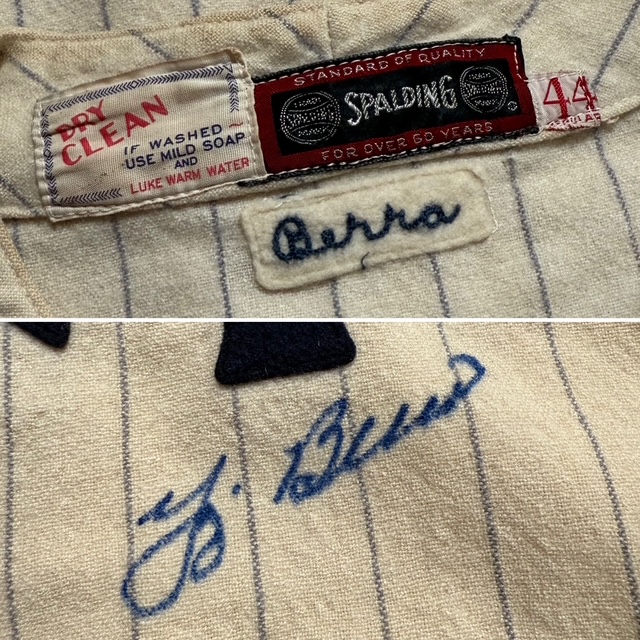 DRY
CLEAN
IF WASHED
USE MILD SOAP
AND
LUKE WARM WATER
STANDARD OF QUALITY
SPALDING
FOR OVER 60 YEARS
44
Berra
Y. Berra